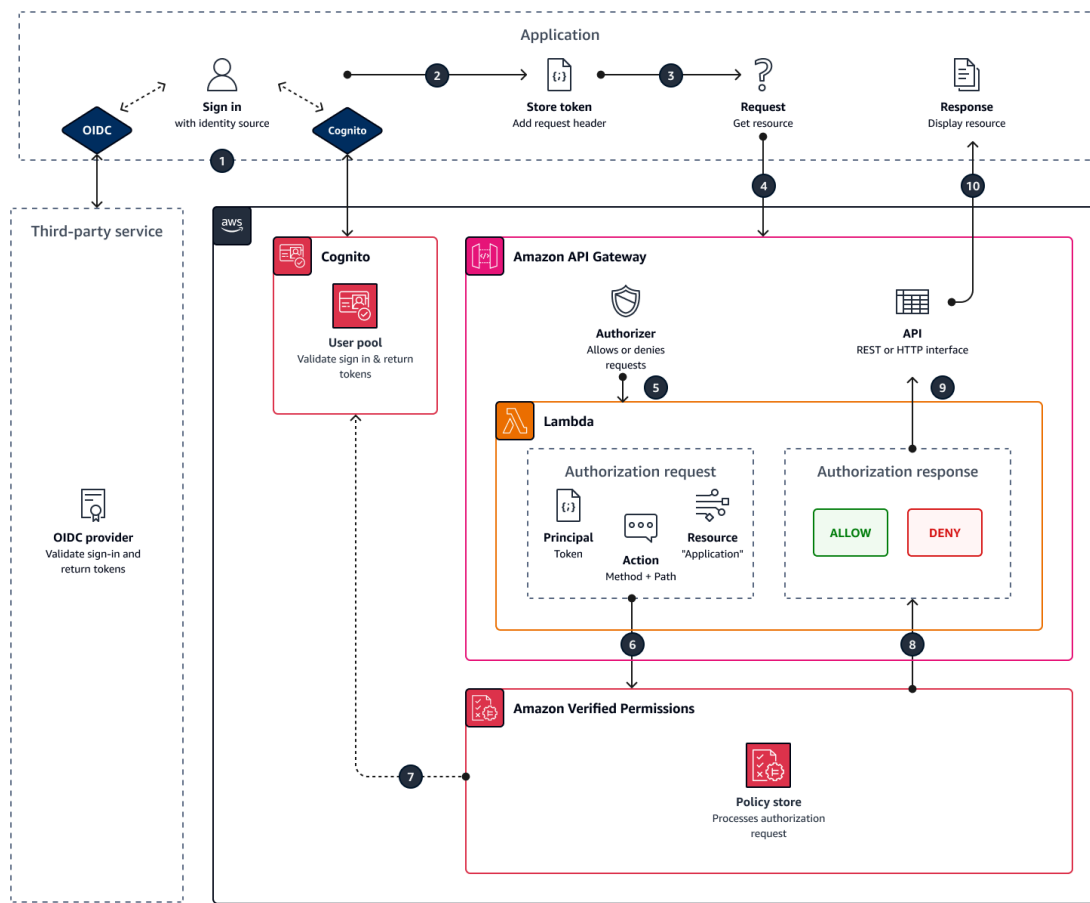 Application
2
3
{;}
Sign in
with identity source
Store token
Add request header
Request
Get resource
Response
Display resource
OIDC
Cognito
1
4
10
Third-party service
aws
Cognito
Amazon API Gateway
</>
User pool
Validate sign in & return
tokens
Authorizer
Allows or denies
requests
API
REST or HTTP interface
5
9
Lambda
Authorization request
Authorization response
{;}
Principal
Token
Action
Method + Path
Resource
"Application"
ALLOW
DENY
OIDC provider
Validate sign-in and
return tokens
6
8
Amazon Verified Permissions
7
Policy store
Processes authorization
request